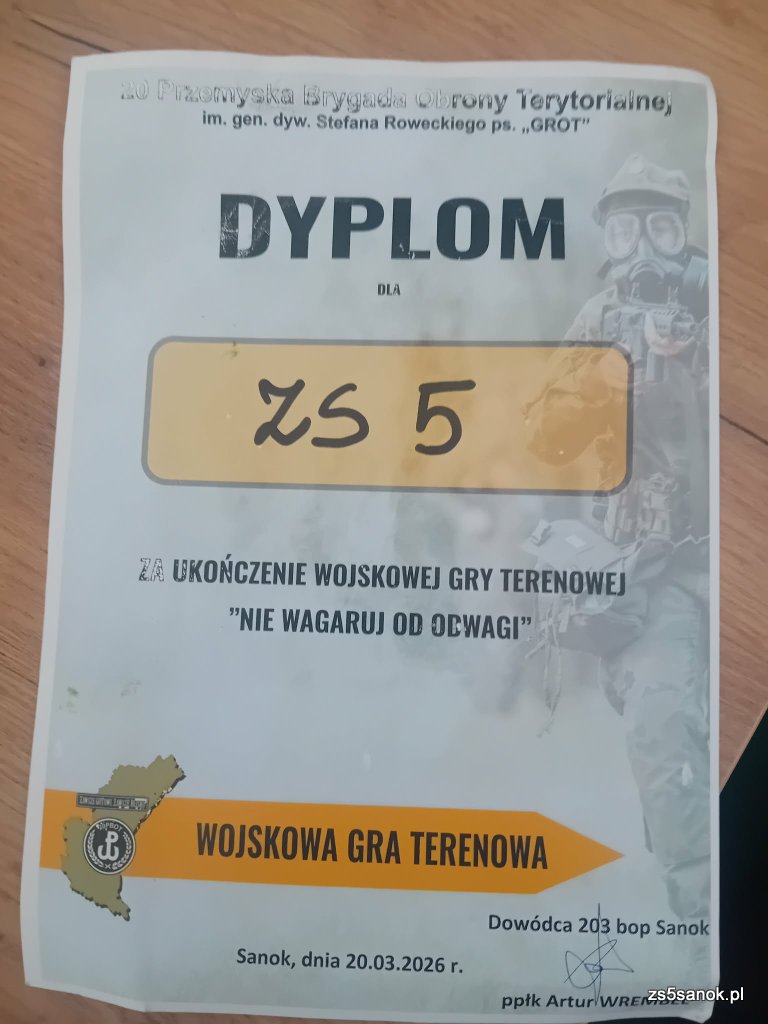 20 Przemyska Brygada Obrony Terytorialnej
im. gen. dyw. Stefana Roweckiego ps. „GROT”
DYPLOM
DLA
ZS 5
ZA UKOŃCZENIE WOJSKOWEJ GRY TERENOWEJ
”NIE WAGARUJ OD ODWAGI”
WOJSKOWA GRA TERENOWA
Dowódca 203 bop Sanok
Sanok, dnia 20.03.2026 r.
ppłk Artur
zs5sanok.pl